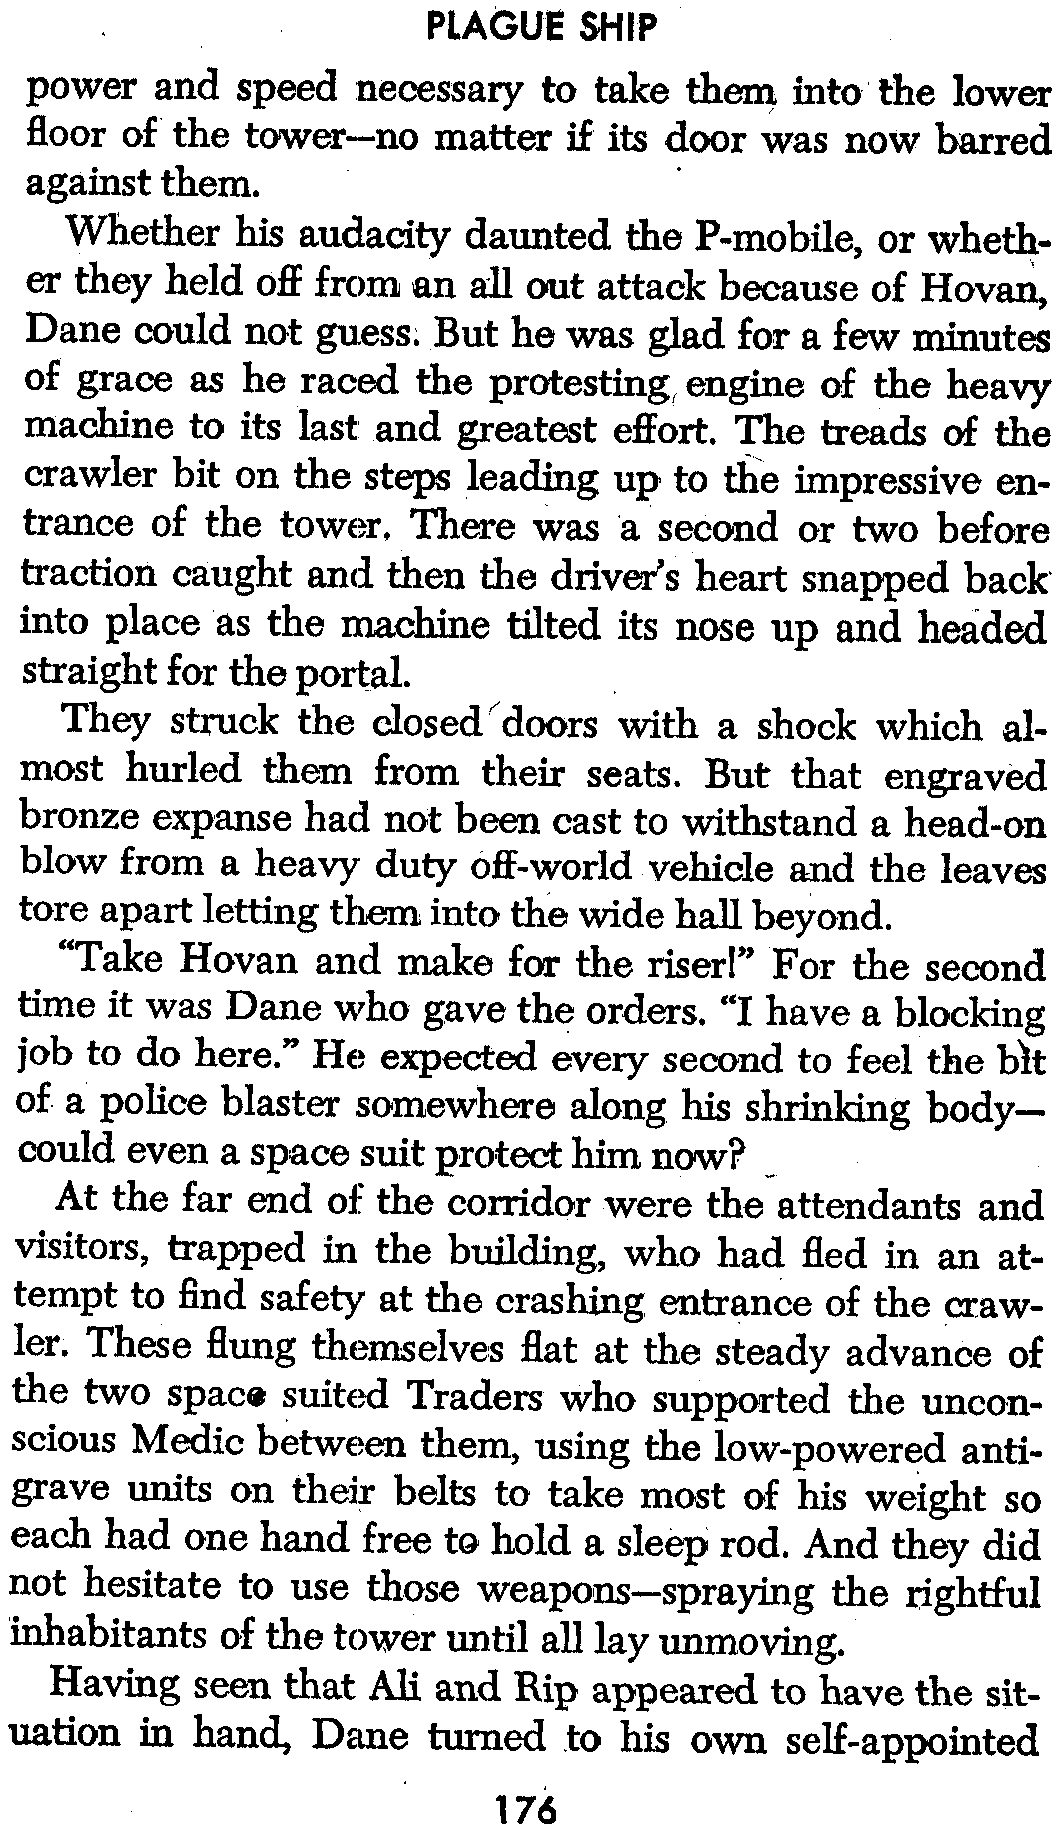 PLAGUE SHIP
power and speed necessary to take them into the lower
floor of the tower—no matter if its door was now barred
against them.
Whether his audacity daunted the P-mobile, or wheth-
er they held off from an all out attack because of Hovan,
Dane could not guess. But he was glad for a few minutes
of grace as he raced the protesting engine of the heavy
machine to its last and greatest effort. The treads of the
crawler bit on the steps leading up to the impressive en-
trance of the tower. There was a second or two before
traction caught and then the driver's heart snapped back
into place as the machine tilted its nose up and headed
straight for the portal.
They struck the closed doors with a shock which al-
most hurled them from their seats. But that engraved
bronze expanse had not been cast to withstand a head-on
blow from a heavy duty off-world vehicle and the leaves
tore apart letting them into the wide hall beyond.
“Take Hovan and make for the riser!” For the second
time it was Dane who gave the orders. “I have a blocking
job to do here.” He expected every second to feel the bit
of a police blaster somewhere along his shrinking body—
could even a space suit protect him now?
At the far end of the corridor were the attendants and
visitors, trapped in the building, who had fled in an at-
tempt to find safety at the crashing entrance of the craw-
ler. These flung themselves flat at the steady advance of
the two space suited Traders who supported the uncon-
scious Medic between them, using the low-powered anti-
grave units on their belts to take most of his weight so
each had one hand free to hold a sleep rod. And they did
not hesitate to use those weapons—spraying the rightful
inhabitants of the tower until all lay unmoving.
Having seen that Ali and Rip appeared to have the sit-
uation in hand, Dane turned to his own self-appointed
176